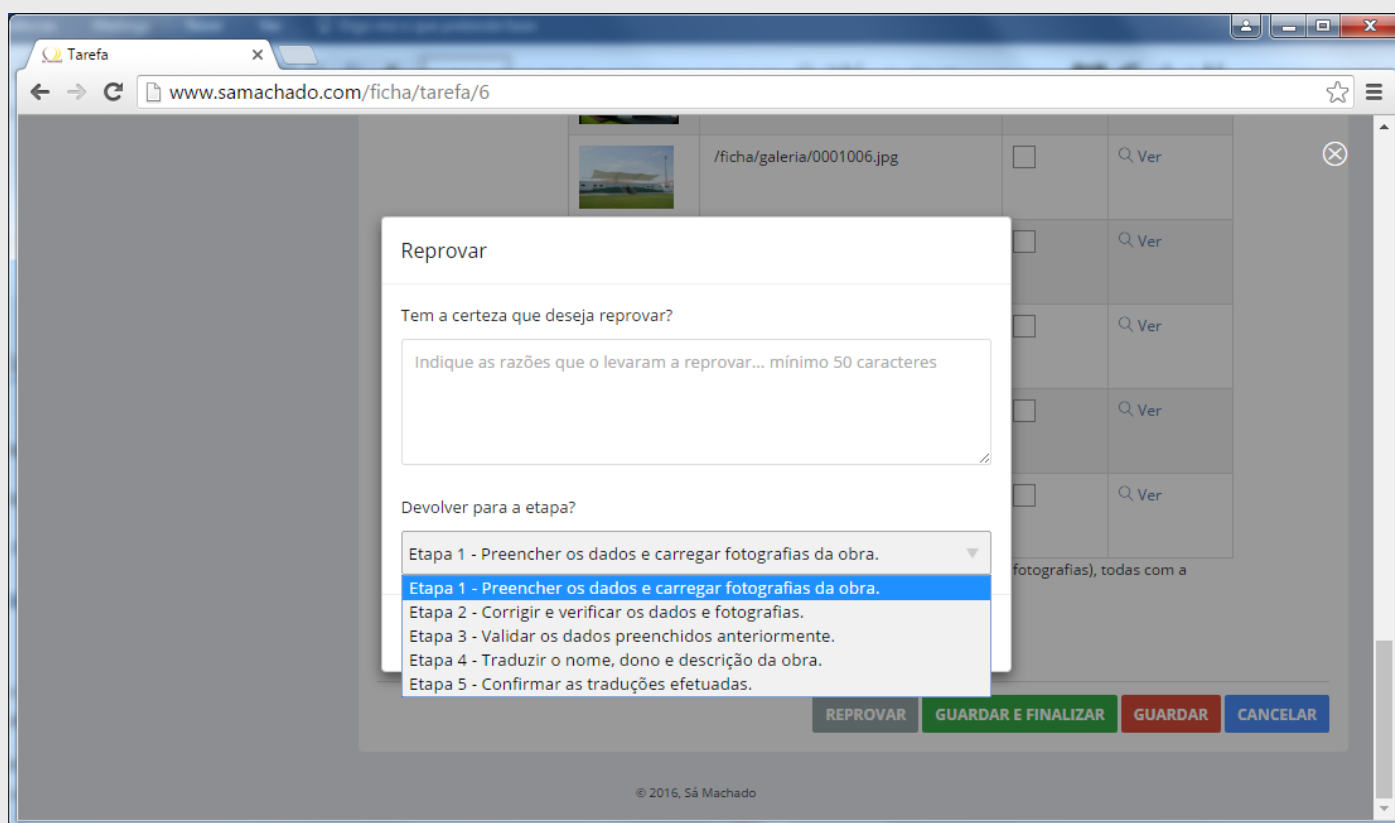 Tarefa
www.samachado.com/ficha/tarefa/6
/ficha/galeria/0001006.jpg
Ver
Reprovar
Ver
Tem a certeza que deseja reprovar?
Ver
Indique as razões que o levaram a reprovar... mínimo 50 caracteres
Ver
Ver
Devolver para a etapa?
Etapa 1 - Preencher os dados e carregar fotografias da obra.
fotografias), todas com a
Etapa 1 - Preencher os dados e carregar fotografias da obra.
Etapa 2 - Corrigir e verificar os dados e fotografias.
Etapa 3 - Validar os dados preenchidos anteriormente.
Etapa 4 - Traduzir o nome, dono e descrição da obra.
Etapa 5 - Confirmar as traduções efetuadas.
REPROVAR GUARDAR E FINALIZAR GUARDAR CANCELAR
© 2016, Sá Machado